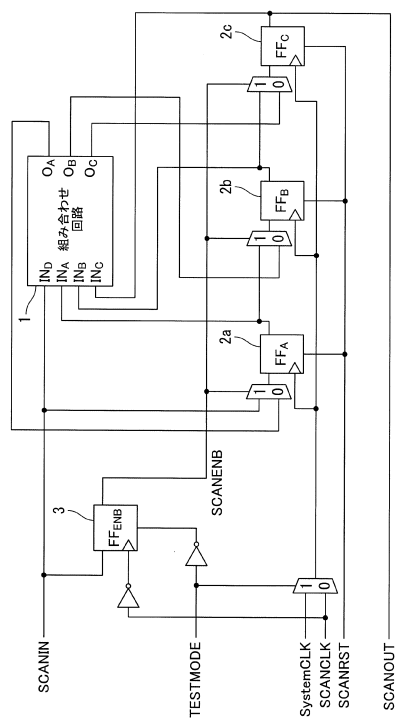 1
組み合わせ
回路
IND
INA
INB
INC
OA
OB
OC
2a
FFA
1
0
2b
FFB
1
0
2c
FFC
1
0
3
FFENB
SCANENB
1
0
SCANIN
TESTMODE
SystemCLK
SCANCLK
SCANRST
SCANOUT